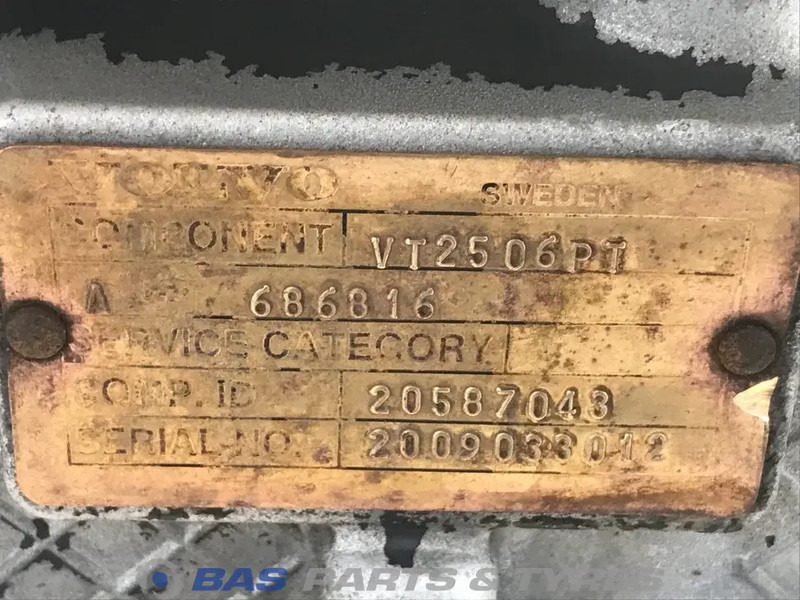 VOLVO SWEDEN
COMPONENT VT2506PT
A 686816
SERVICE CATEGORY
COMP. ID 20587043
SERIAL NO. 2009033012
BAS PARTS &